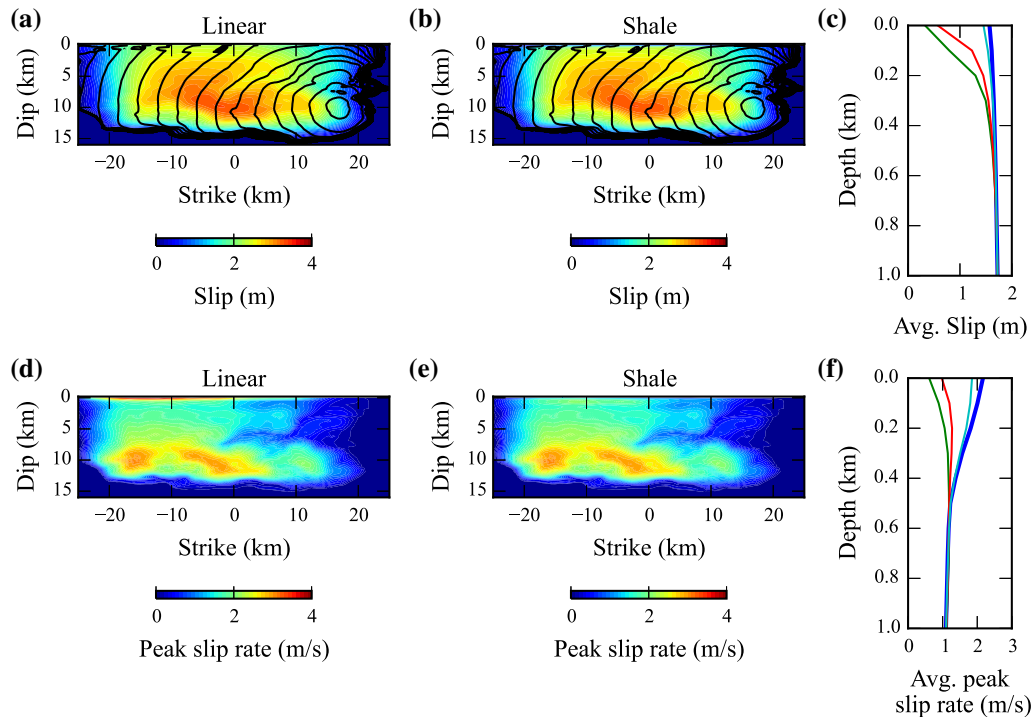 (a)
Linear
Dip (km)
0
5
10
15
−20
−10
0
10
20
Strike (km)
0
2
4
Slip (m)
(b)
Shale
Dip (km)
0
5
10
15
−20
−10
0
10
20
Strike (km)
0
2
4
Slip (m)
(c)
Depth (km)
0.0
0.2
0.4
0.6
0.8
1.0
0
1
2
Avg. Slip (m)
(d)
Linear
Dip (km)
0
5
10
15
−20
−10
0
10
20
Strike (km)
0
2
4
Peak slip rate (m/s)
(e)
Shale
Dip (km)
0
5
10
15
−20
−10
0
10
20
Strike (km)
0
2
4
Peak slip rate (m/s)
(f)
Depth (km)
0.0
0.2
0.4
0.6
0.8
1.0
0
1
2
3
Avg. peak
slip rate (m/s)